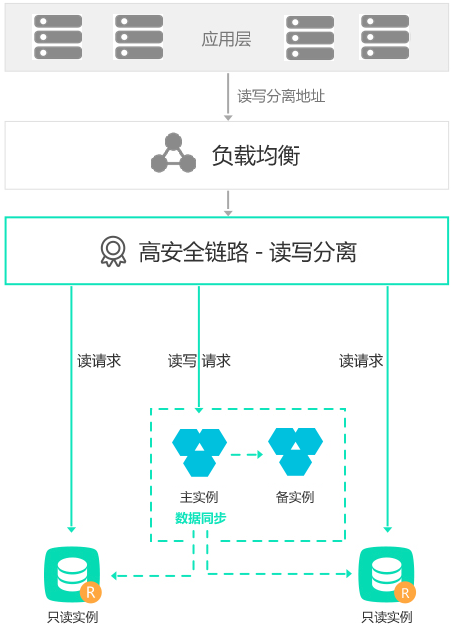 应用层
读写分离地址
负载均衡
高安全链路 - 读写分离
读请求
读写 请求
读请求
主实例
备实例
数据同步
R
R
只读实例
只读实例